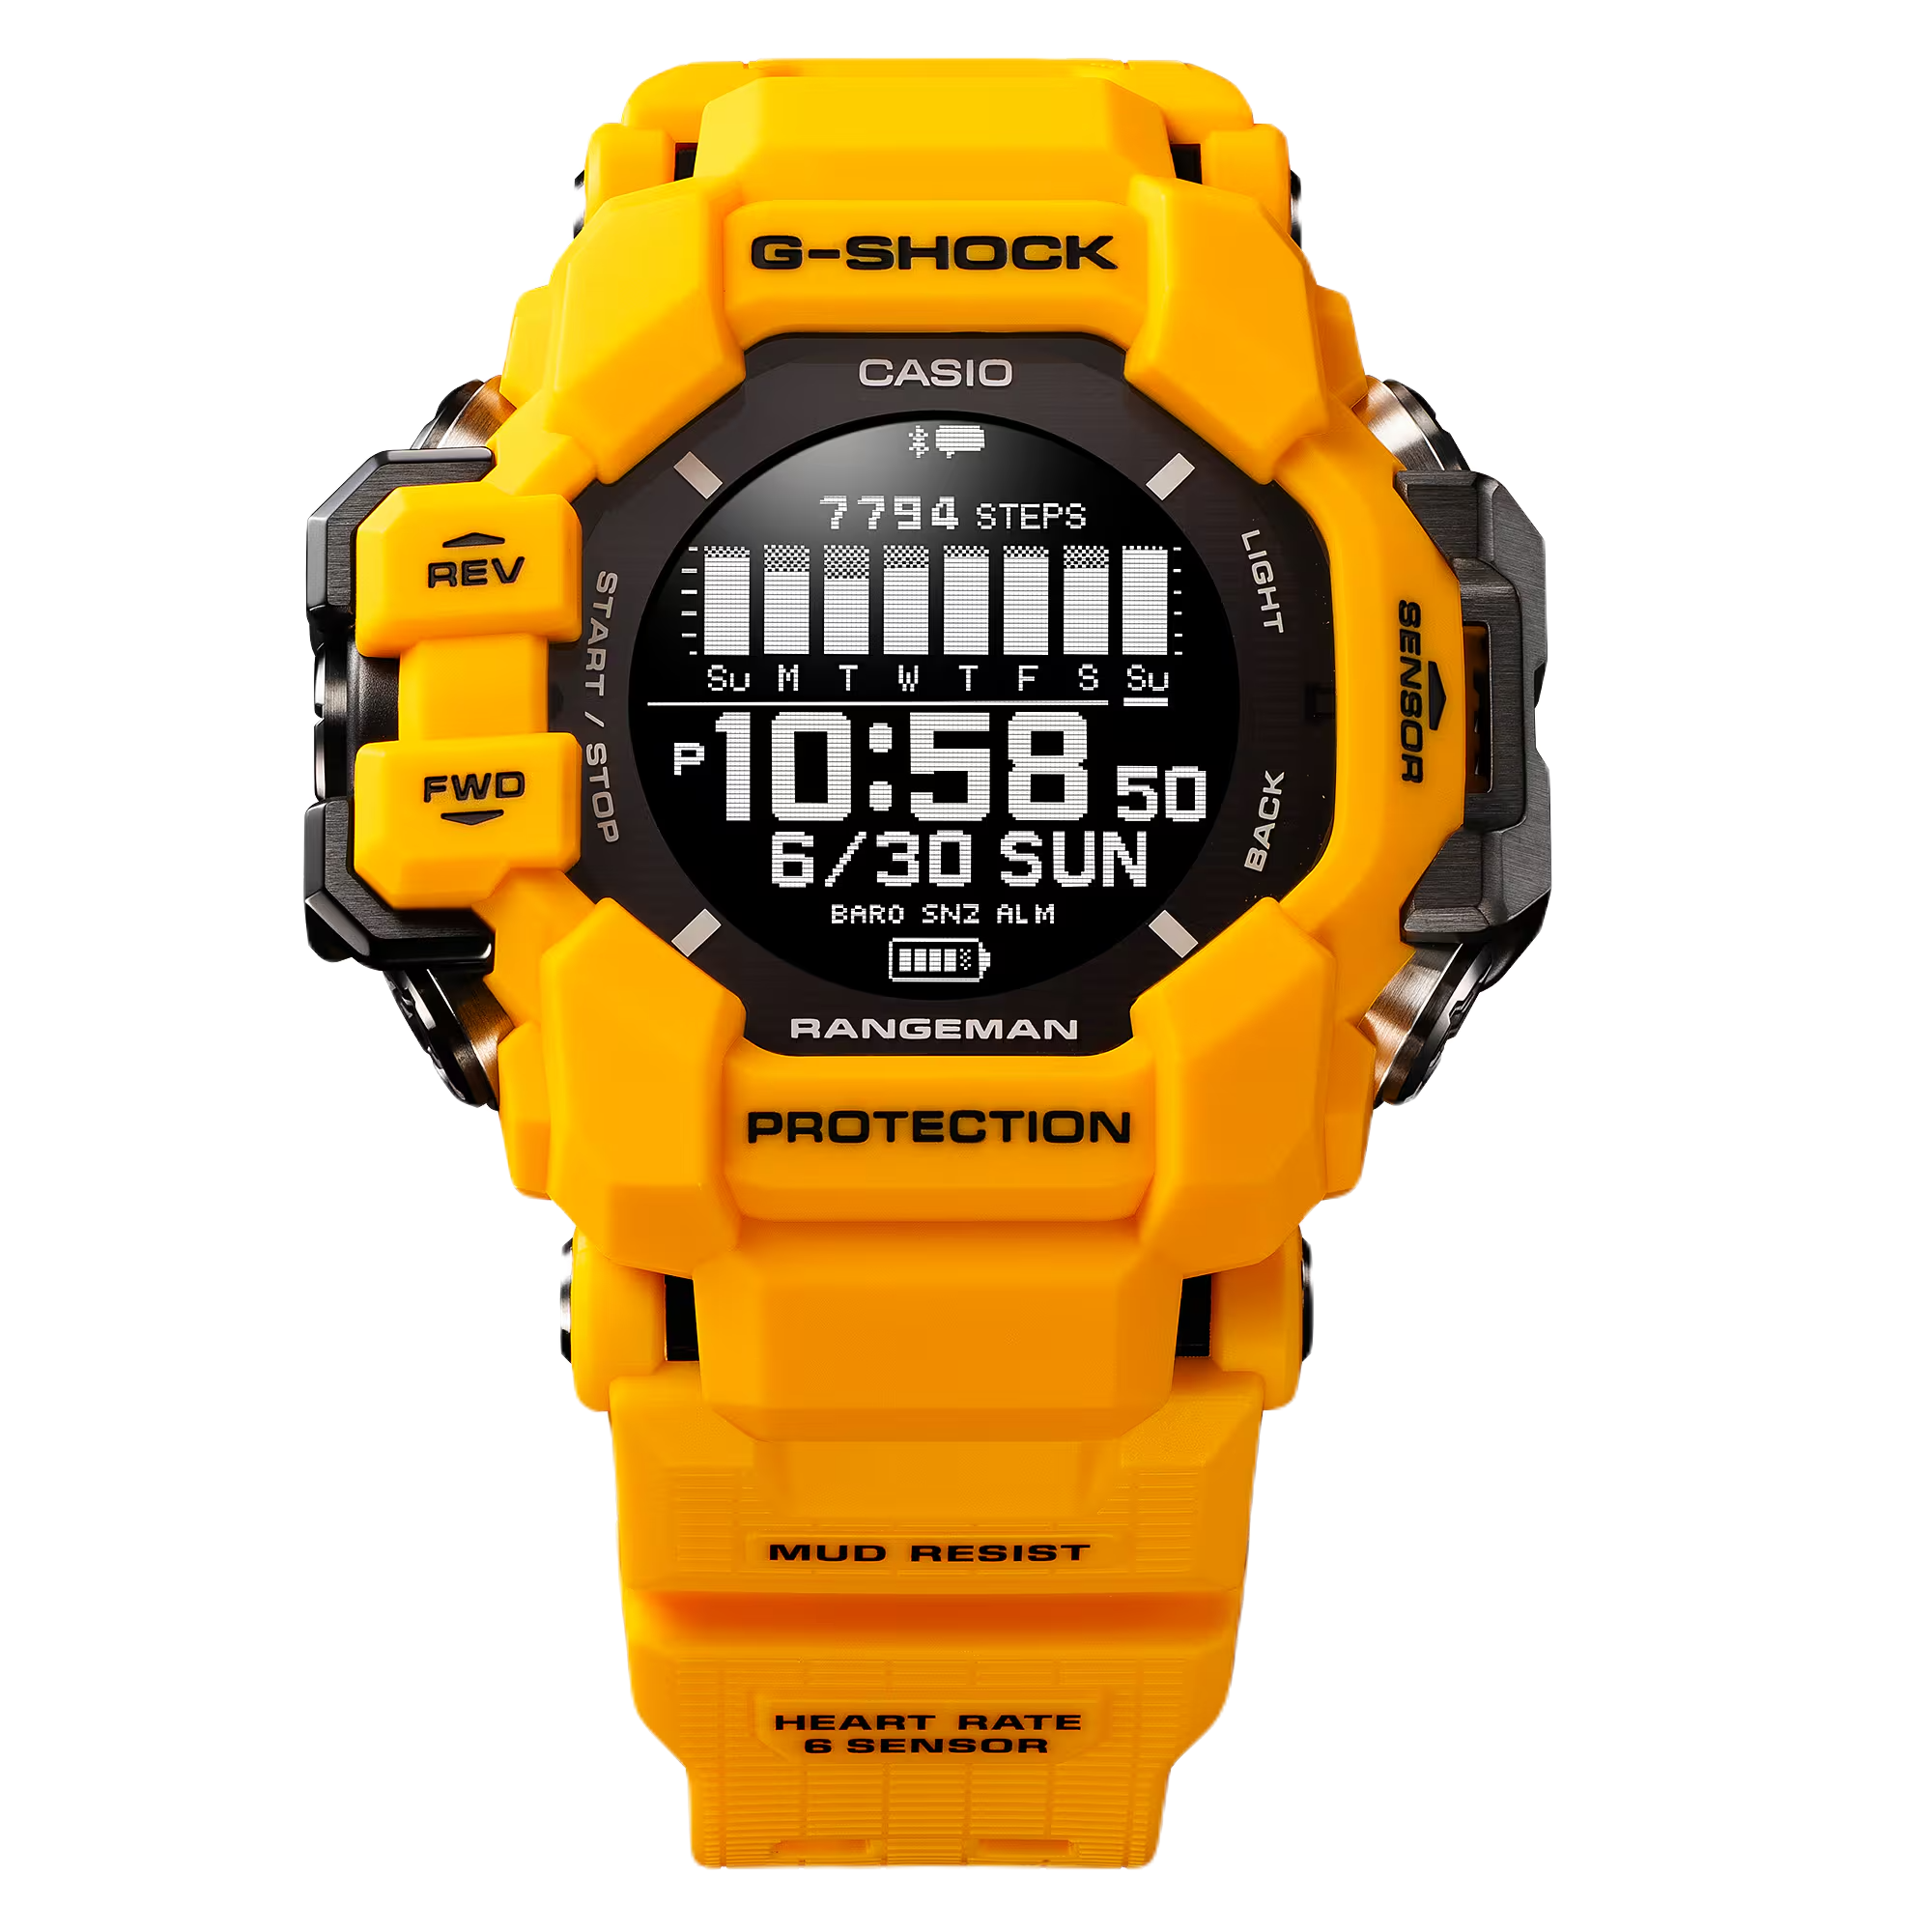 G-SHOCK
CASIO
7794 STEPS
Su M T W T F S Su
P 10:58 50
6/30 SUN
BARO SNZ ALM
REV
FWD
START / STOP
LIGHT
BACK
SENSOR
RANGEMAN
PROTECTION
MUD RESIST
HEART RATE
6 SENSOR